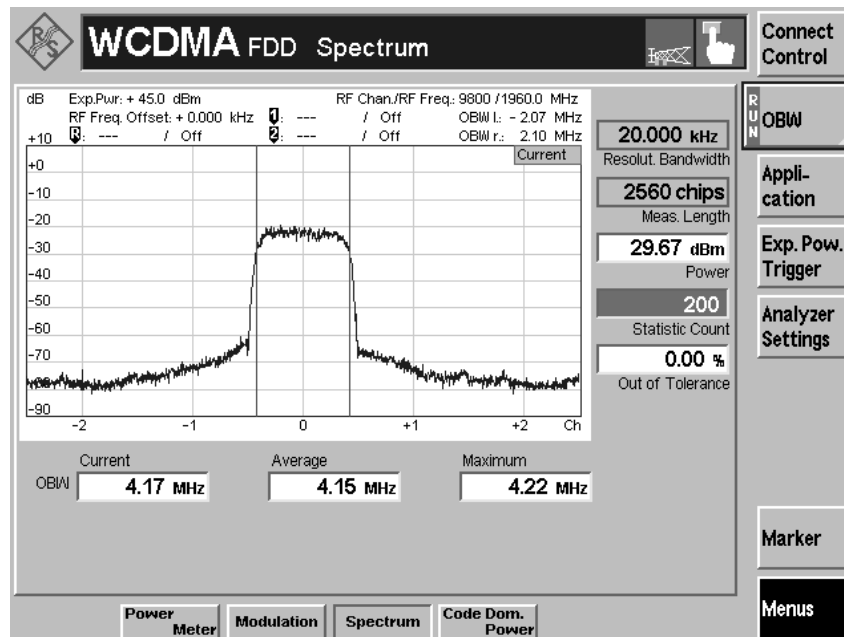 R&S
WCDMA FDD Spectrum
Connect Control
dB Exp.Pwr: + 45.0 dBm RF Chan./RF Freq.: 9800 /1960.0 MHz
RF Freq. Offset: + 0.000 kHz 1: --- / Off OBW l.: - 2.07 MHz
+10 R: --- / Off 2: --- / Off OBW r.: 2.10 MHz
Current
+0
-10
-20
-30
-40
-50
-60
-70
-90
-2 -1 0 +1 +2 Ch
20.000 kHz
Resolut. Bandwidth
2560 chips
Meas. Length
29.67 dBm
Power
200
Statistic Count
0.00 %
Out of Tolerance
Current Average Maximum
OBW 4.17 MHz 4.15 MHz 4.22 MHz
RUN
OBW
Appli-
cation
Exp. Pow.
Trigger
Analyzer
Settings
Marker
Menus
Power
Meter
Modulation
Spectrum
Code Dom.
Power